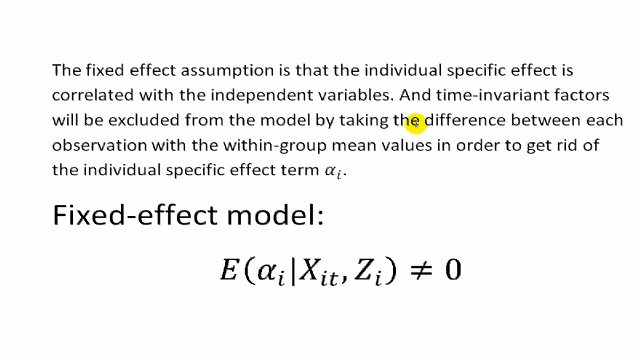 The fixed effect assumption is that the individual specific effect is
correlated with the independent variables. And time-invariant factors
will be excluded from the model by taking the difference between each
observation with the within-group mean values in order to get rid of
the individual specific effect term αᵢ.
Fixed-effect model:
E(αᵢ|Xᵢₜ, Zᵢ) ≠ 0